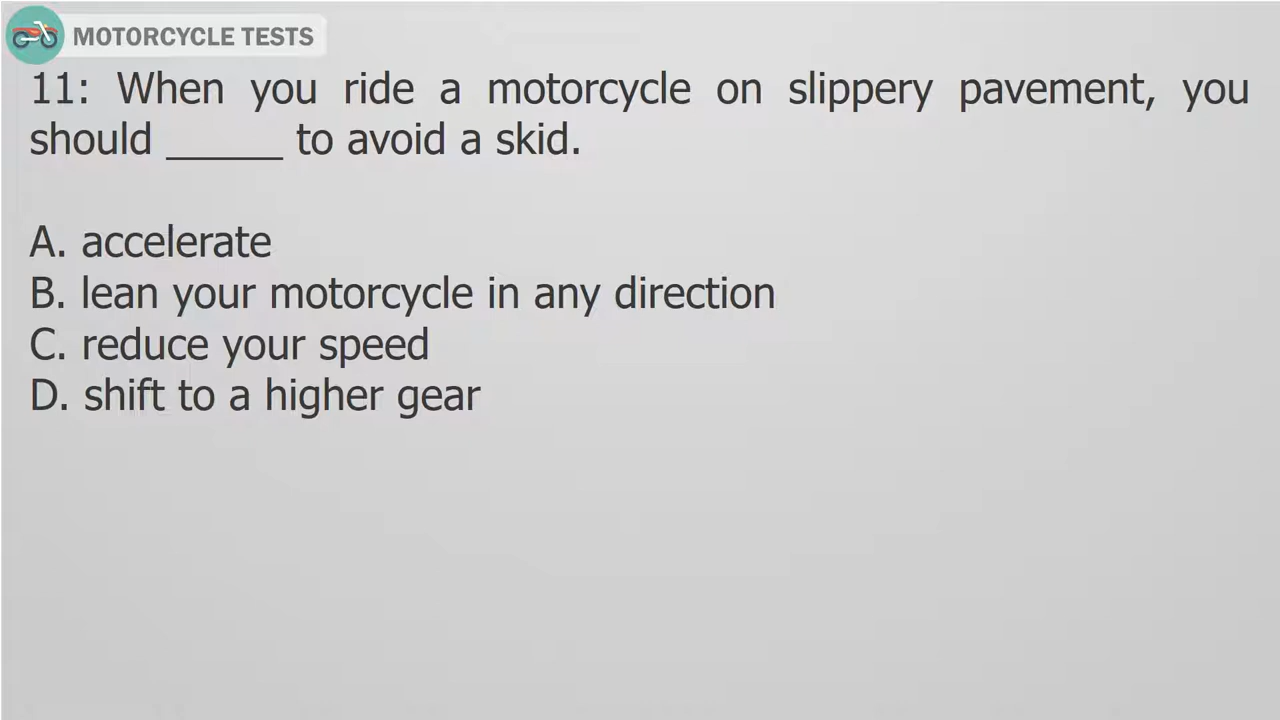 MOTORCYCLE TESTS
11: When you ride a motorcycle on slippery pavement, you
should _____ to avoid a skid.
A. accelerate
B. lean your motorcycle in any direction
C. reduce your speed
D. shift to a higher gear